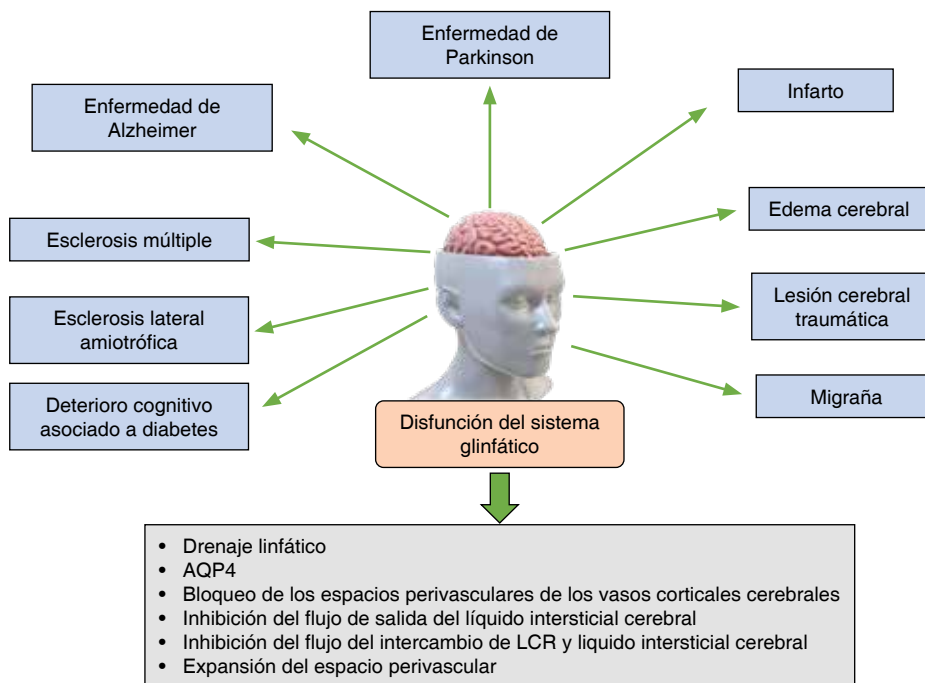 Enfermedad de
Parkinson
Infarto
Enfermedad de
Alzheimer
Edema cerebral
Esclerosis múltiple
Lesión cerebral
traumática
Esclerosis lateral
amiotrófica
Migraña
Deterioro cognitivo
asociado a diabetes
Disfunción del sistema
glinfático
• Drenaje linfático
• AQP4
• Bloqueo de los espacios perivasculares de los vasos corticales cerebrales
• Inhibición del flujo de salida del líquido intersticial cerebral
• Inhibición del flujo del intercambio de LCR y liquido intersticial cerebral
• Expansión del espacio perivascular